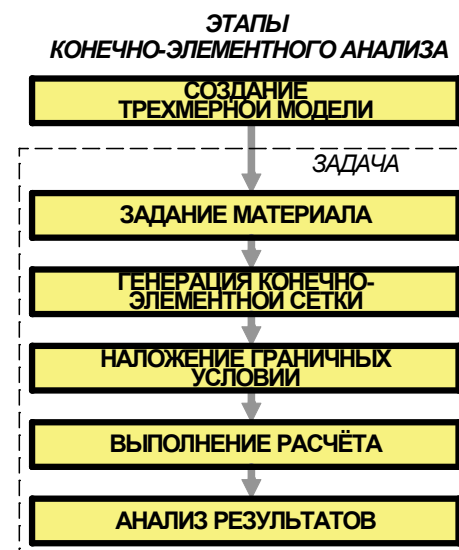 ЭТАПЫ
КОНЕЧНО-ЭЛЕМЕНТНОГО АНАЛИЗА
СОЗДАНИЕ
ТРЕХМЕРНОЙ МОДЕЛИ
ЗАДАЧА
ЗАДАНИЕ МАТЕРИАЛА
ГЕНЕРАЦИЯ КОНЕЧНО-
ЭЛЕМЕНТНОЙ СЕТКИ
НАЛОЖЕНИЕ ГРАНИЧНЫХ
УСЛОВИЙ
ВЫПОЛНЕНИЕ РАСЧЁТА
АНАЛИЗ РЕЗУЛЬТАТОВ